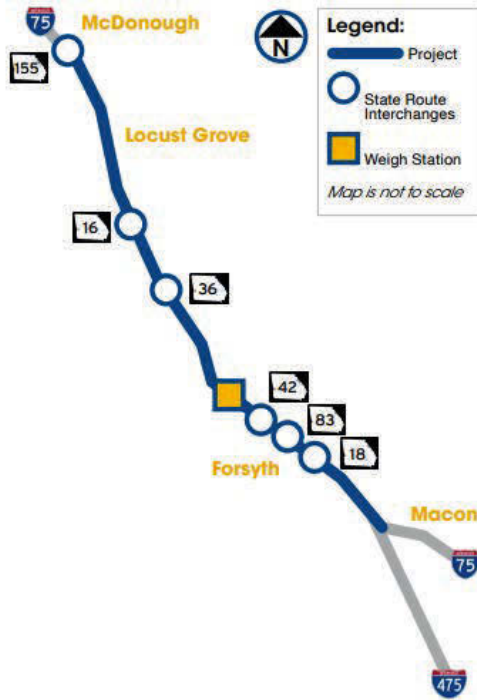 75
McDonough
155
N
Legend:
Project
State Route
Interchanges
Weigh Station
Map is not to scale
Locust Grove
16
36
42
83
18
Forsyth
Macon
75
475